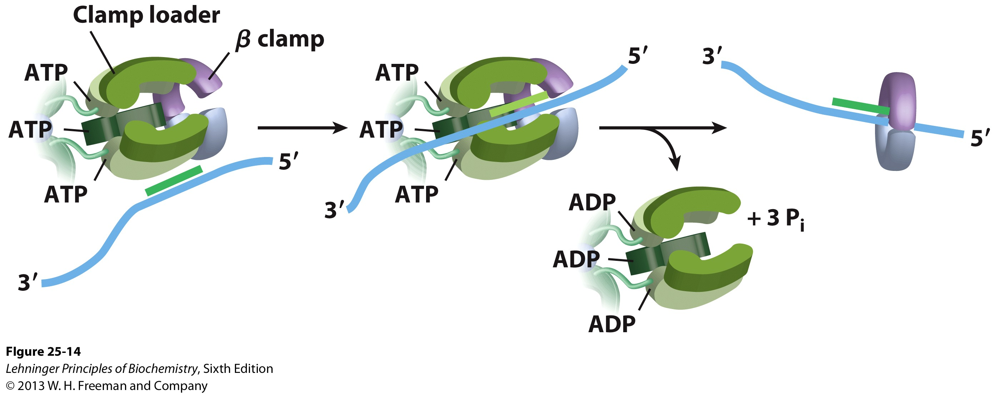 Clamp loader
β clamp
ATP
ATP
ATP
5′
3′
ATP
ATP
ATP
5′
3′
3′
5′
ADP
ADP
ADP
+ 3 Pi
FIgure 25-14
Lehninger Principles of Biochemistry, Sixth Edition
© 2013 W. H. Freeman and Company